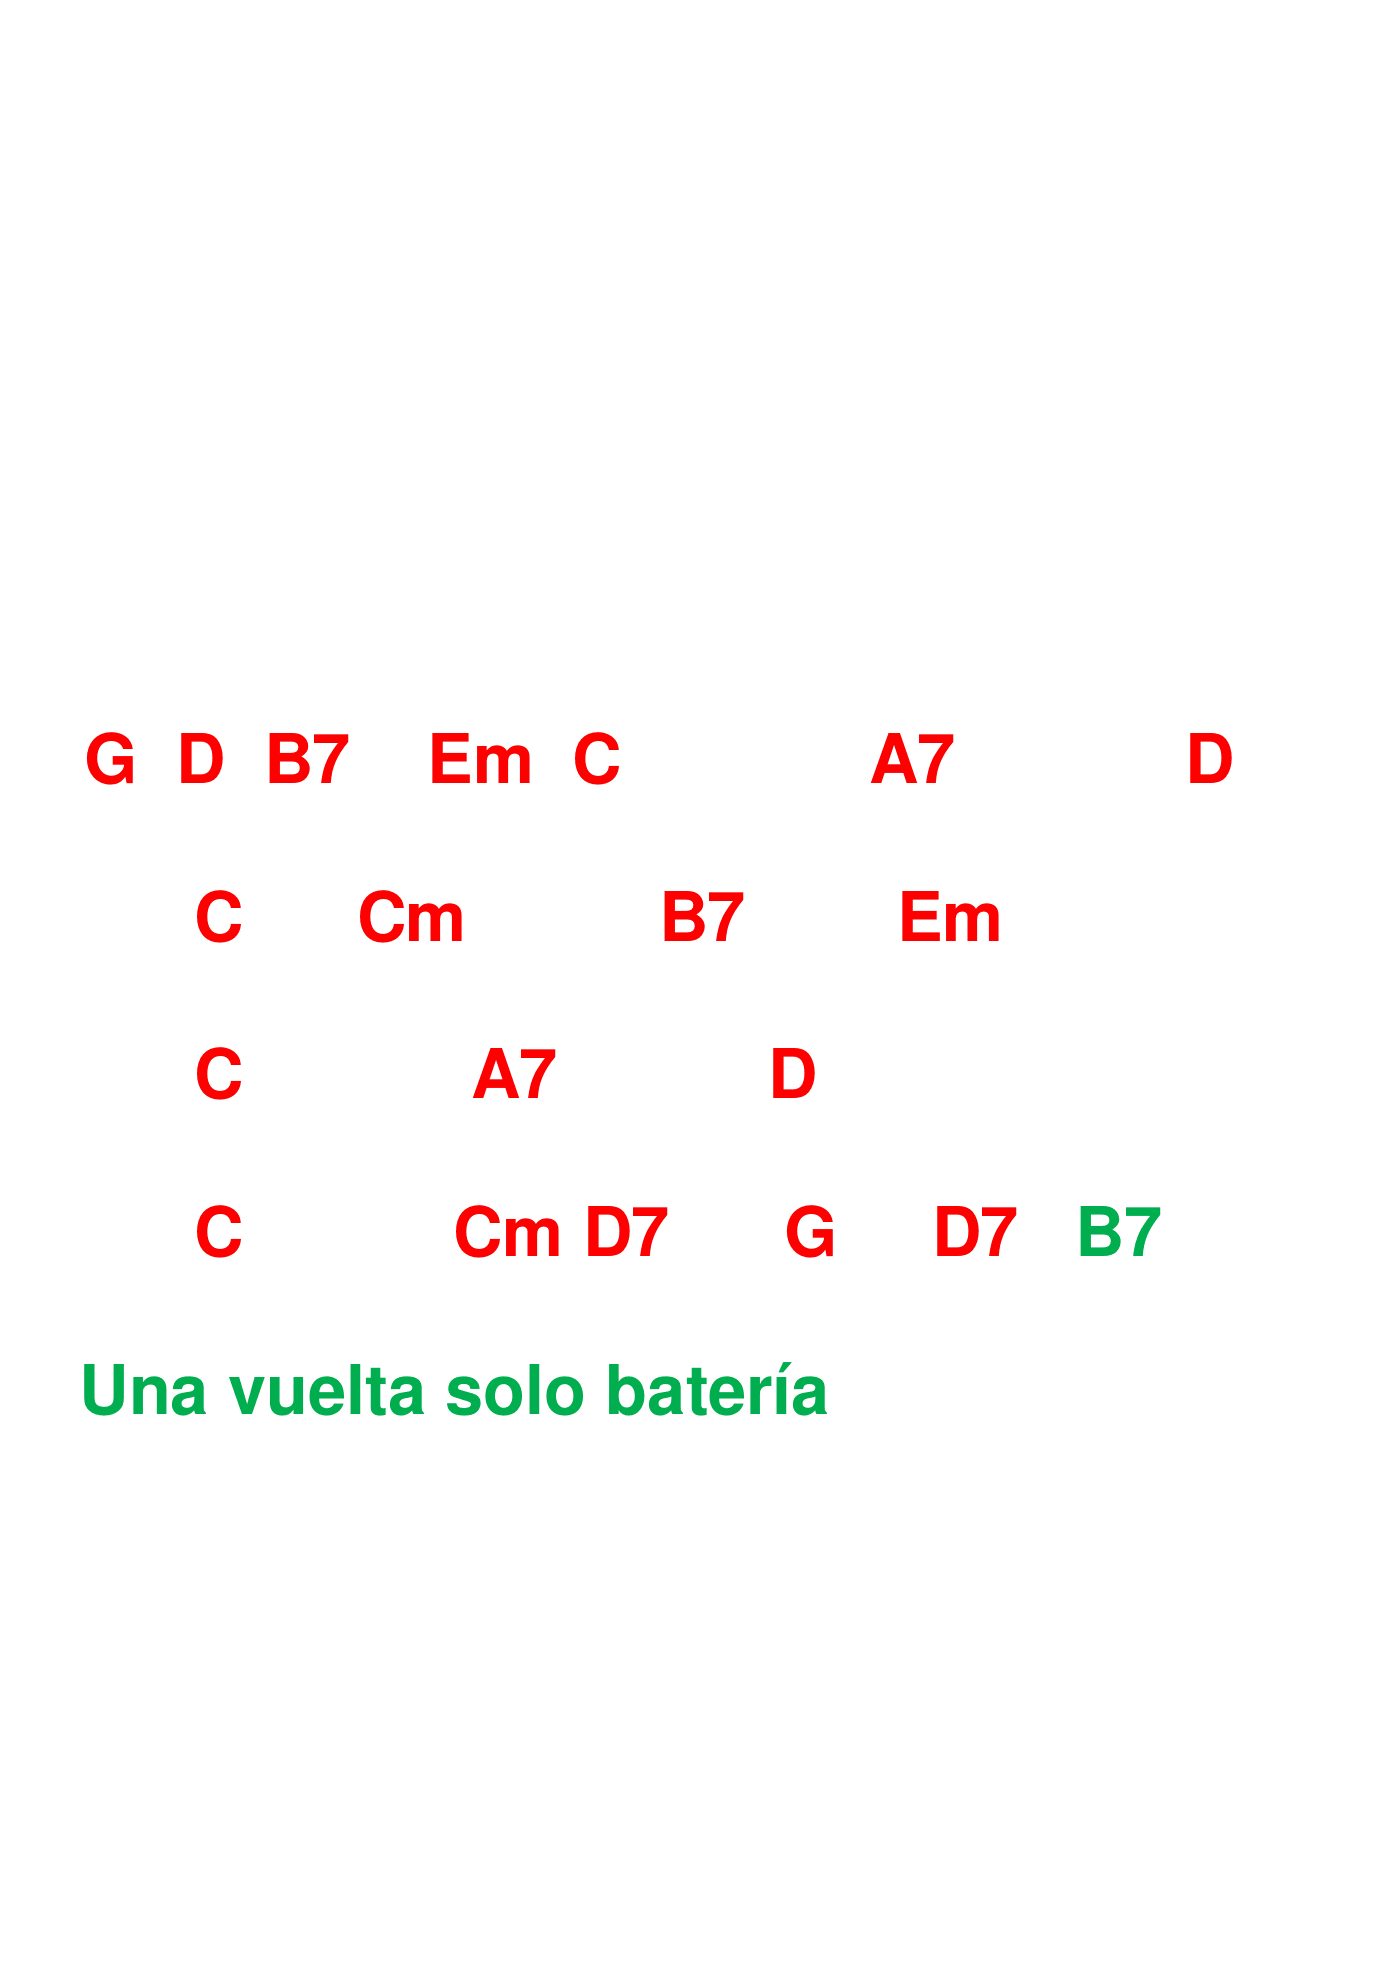 G D B7 Em C A7 D
C Cm B7 Em
C A7 D
C Cm D7 G D7 B7
Una vuelta solo batería